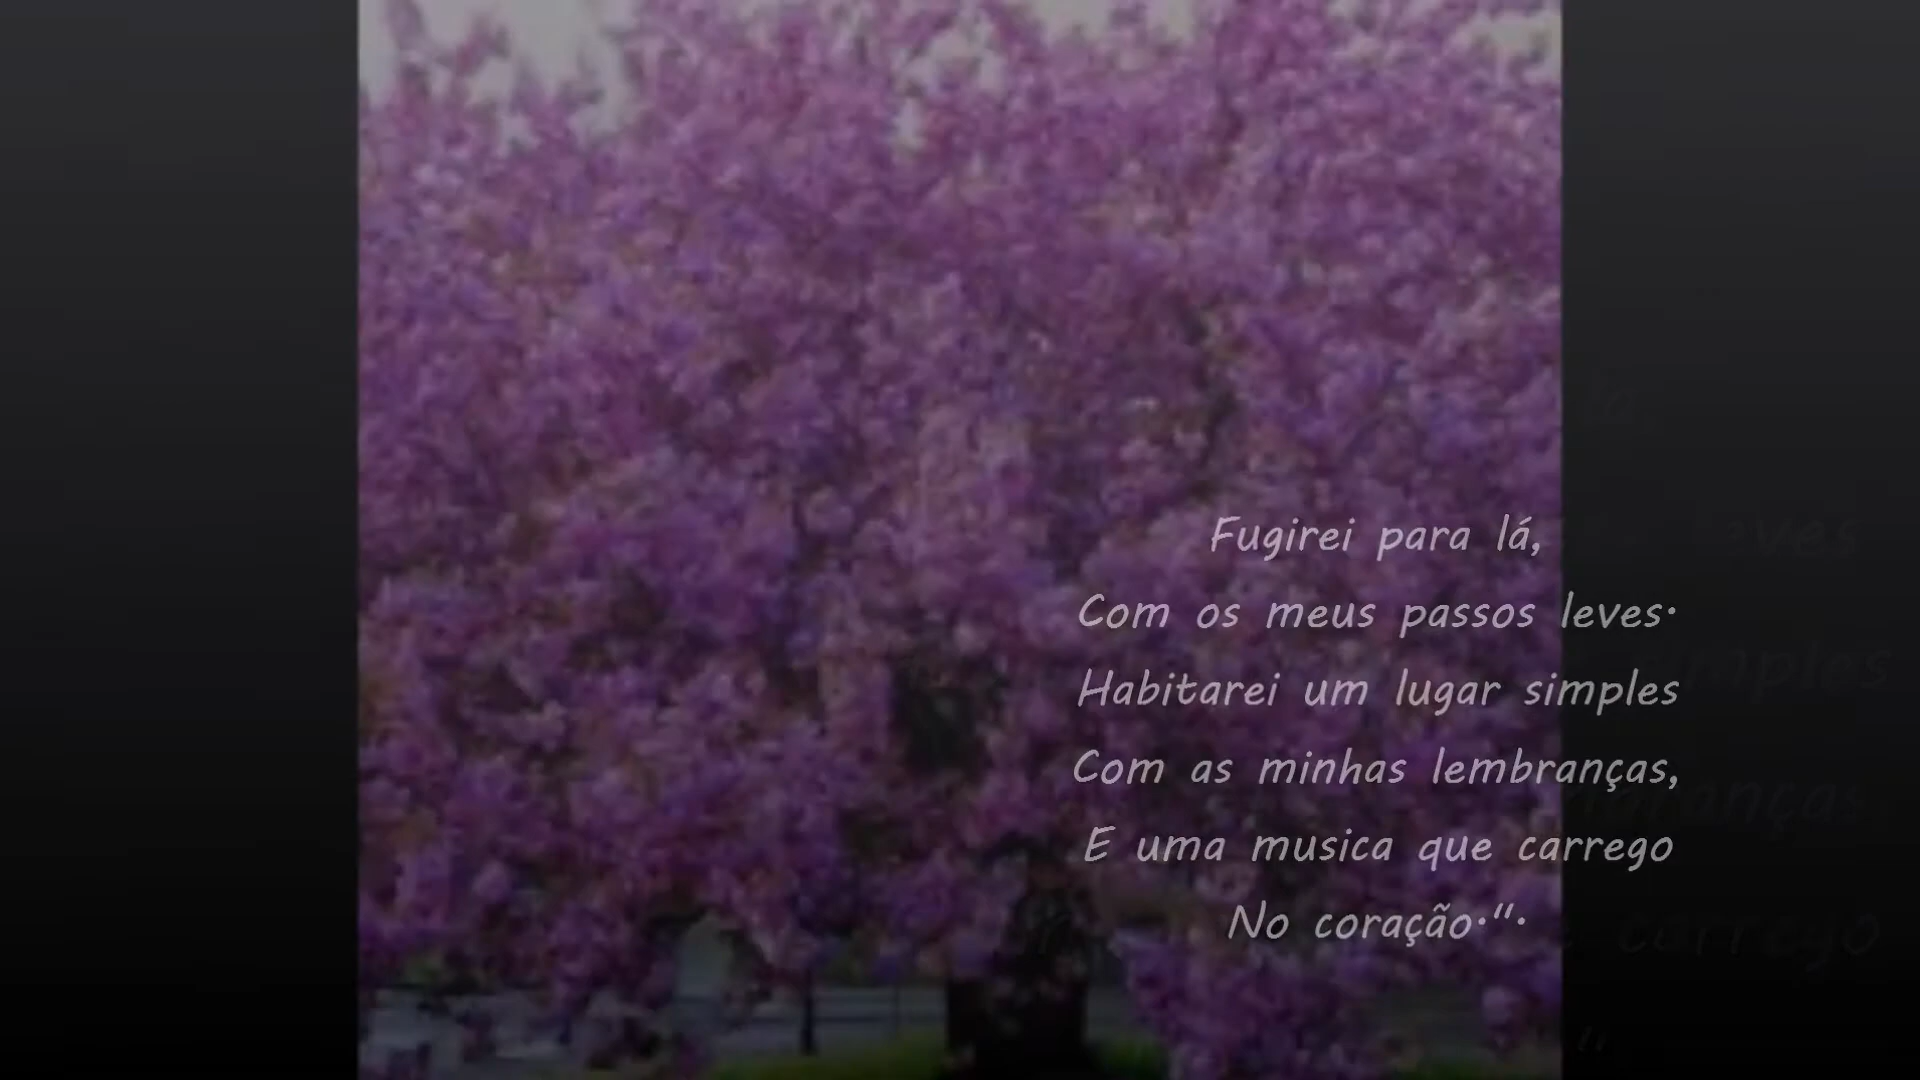 Fugirei para lá,
Com os meus passos leves.
Habitarei um lugar simples
Com as minhas lembranças,
E uma musica que carrego
No coração.“.